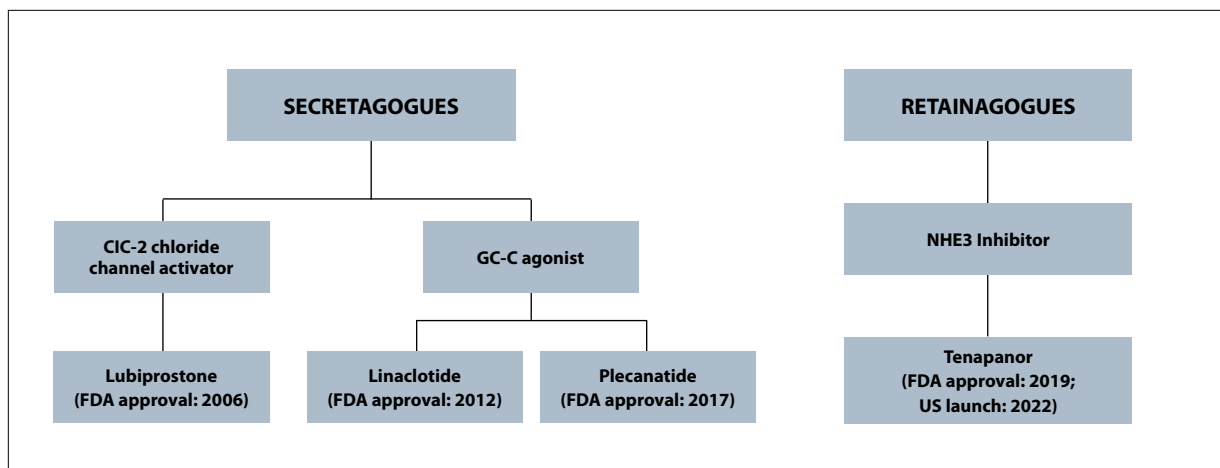 SECRETAGOGUES
RETAINAGOGUES
CIC-2 chloride
channel activator
GC-C agonist
NHE3 Inhibitor
Lubiprostone
(FDA approval: 2006)
Linaclotide
(FDA approval: 2012)
Plecanatide
(FDA approval: 2017)
Tenapanor
(FDA approval: 2019;
US launch: 2022)